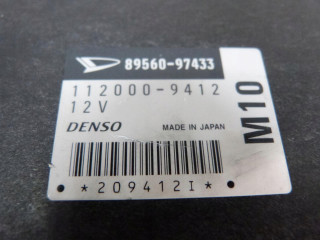 89560-97433
112000-9412
12V
DENSO MADE IN JAPAN
M10
*209412I*